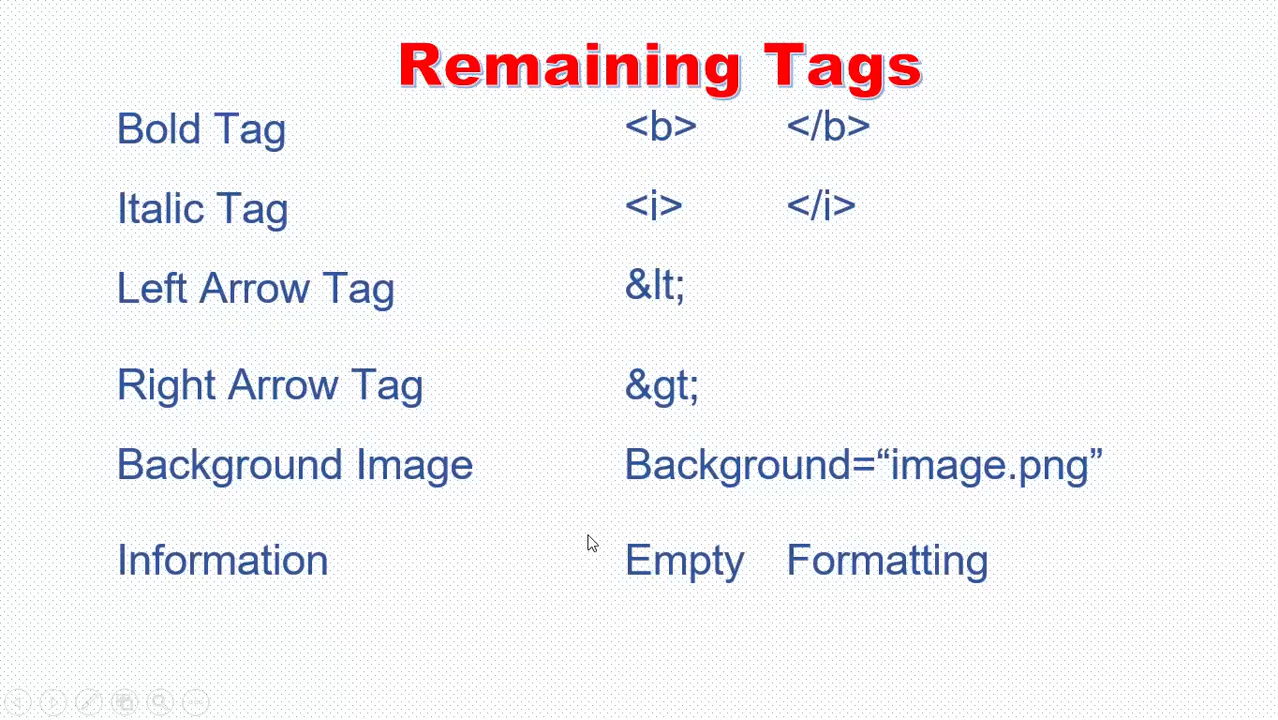 Remaining Tags
Bold Tag <b> </b>
Italic Tag <i> </i>
Left Arrow Tag &lt;
Right Arrow Tag &gt;
Background Image Background=“image.png”
Information Empty Formatting